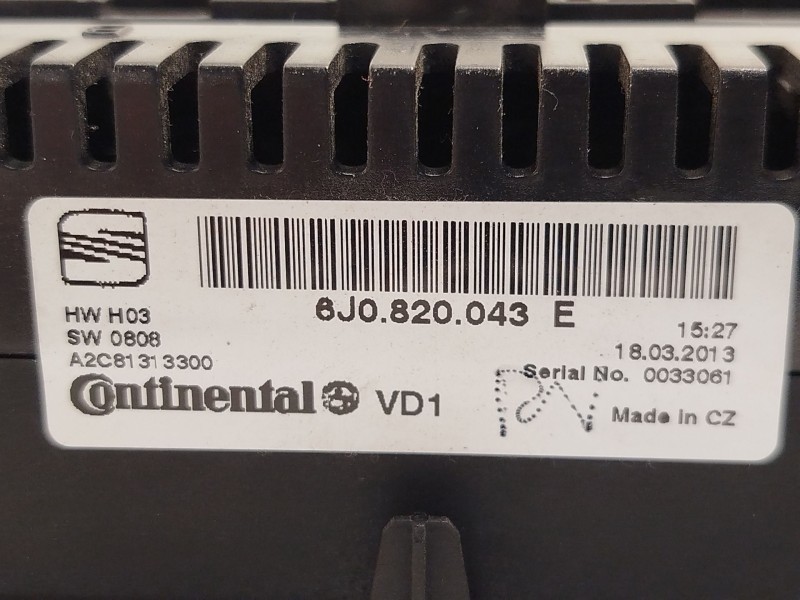 6J0.820.043 E
HW H03
SW 0808
A2C81313300
Continental VD1
15:27
18.03.2013
Serial No. 0033061
Made in CZ